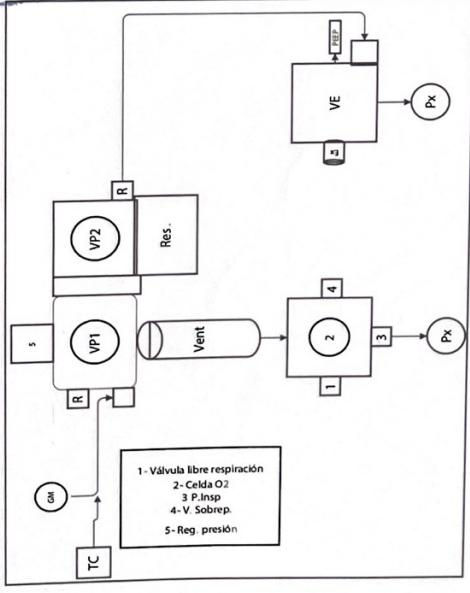 5
R
VP1
VP2
R
Res.
Vent
PEEP
VE
Px
GM
TC
1
2
4
3
Px
1- Válvula libre respiración
2- Celda O2
3 P.Insp
4- V. Sobrep.
5- Reg. presión